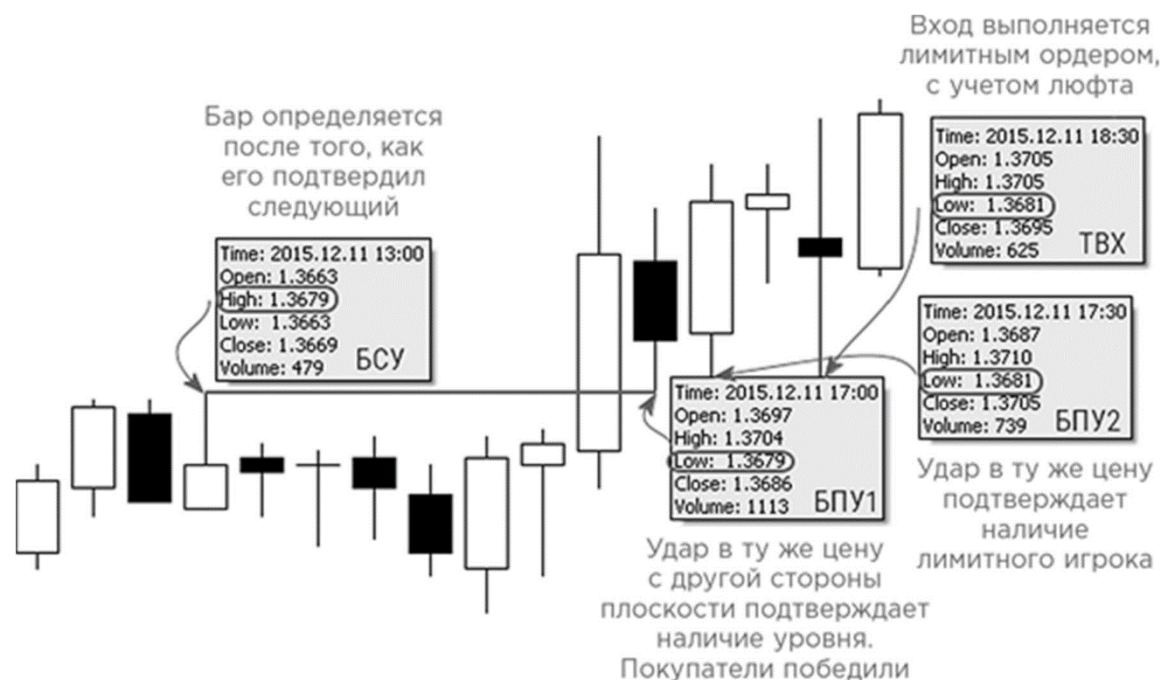 Вход выполняется
лимитным ордером,
с учетом люфта
Бар определяется
после того, как
его подтвердил
следующий
Time: 2015.12.11 13:00
Open: 1.3663
High: 1.3679
Low: 1.3663
Close: 1.3669
Volume: 479
БСУ
Time: 2015.12.11 18:30
Open: 1.3705
High: 1.3705
Low: 1.3681
Close: 1.3695
Volume: 625
ТВХ
Time: 2015.12.11 17:30
Open: 1.3687
High: 1.3710
Low: 1.3681
Close: 1.3705
Volume: 739
БПУ2
Time: 2015.12.11 17:00
Open: 1.3697
High: 1.3704
Low: 1.3679
Close: 1.3686
Volume: 1113
БПУ1
Удар в ту же цену
подтверждает
наличие
лимитного игрока
Удар в ту же цену
с другой стороны
плоскости подтверждает
наличие уровня.
Покупатели победили